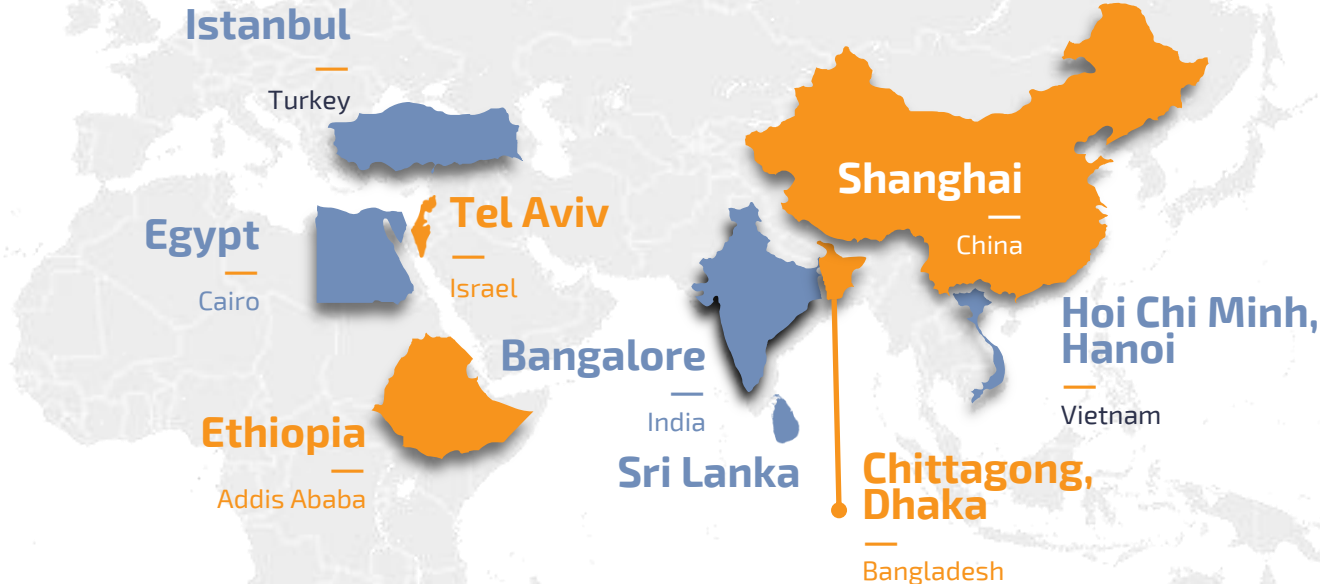 Istanbul
Turkey
Egypt
Cairo
Tel Aviv
Israel
Ethiopia
Addis Ababa
Shanghai
China
Bangalore
India
Sri Lanka
Hoi Chi Minh,
Hanoi
Vietnam
Chittagong,
Dhaka
Bangladesh